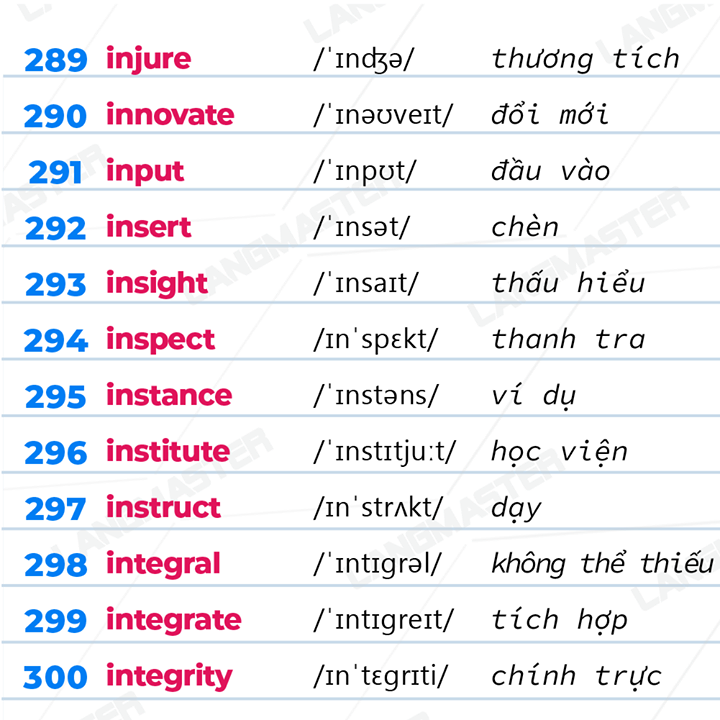 289 injure /ˈɪnʤə/ thương tích
290 innovate /ˈɪnəʊveɪt/ đổi mới
291 input /ˈɪnpʊt/ đầu vào
292 insert /ˈɪnsət/ chèn
293 insight /ˈɪnsaɪt/ thấu hiểu
294 inspect /ɪnˈspɛkt/ thanh tra
295 instance /ˈɪnstəns/ ví dụ
296 institute /ˈɪnstɪtjuːt/ học viện
297 instruct /ɪnˈstrʌkt/ dạy
298 integral /ˈɪntɪgrəl/ không thể thiếu
299 integrate /ˈɪntɪgreɪt/ tích hợp
300 integrity /ɪnˈtɛgrɪti/ chính trực
LANGMASTER